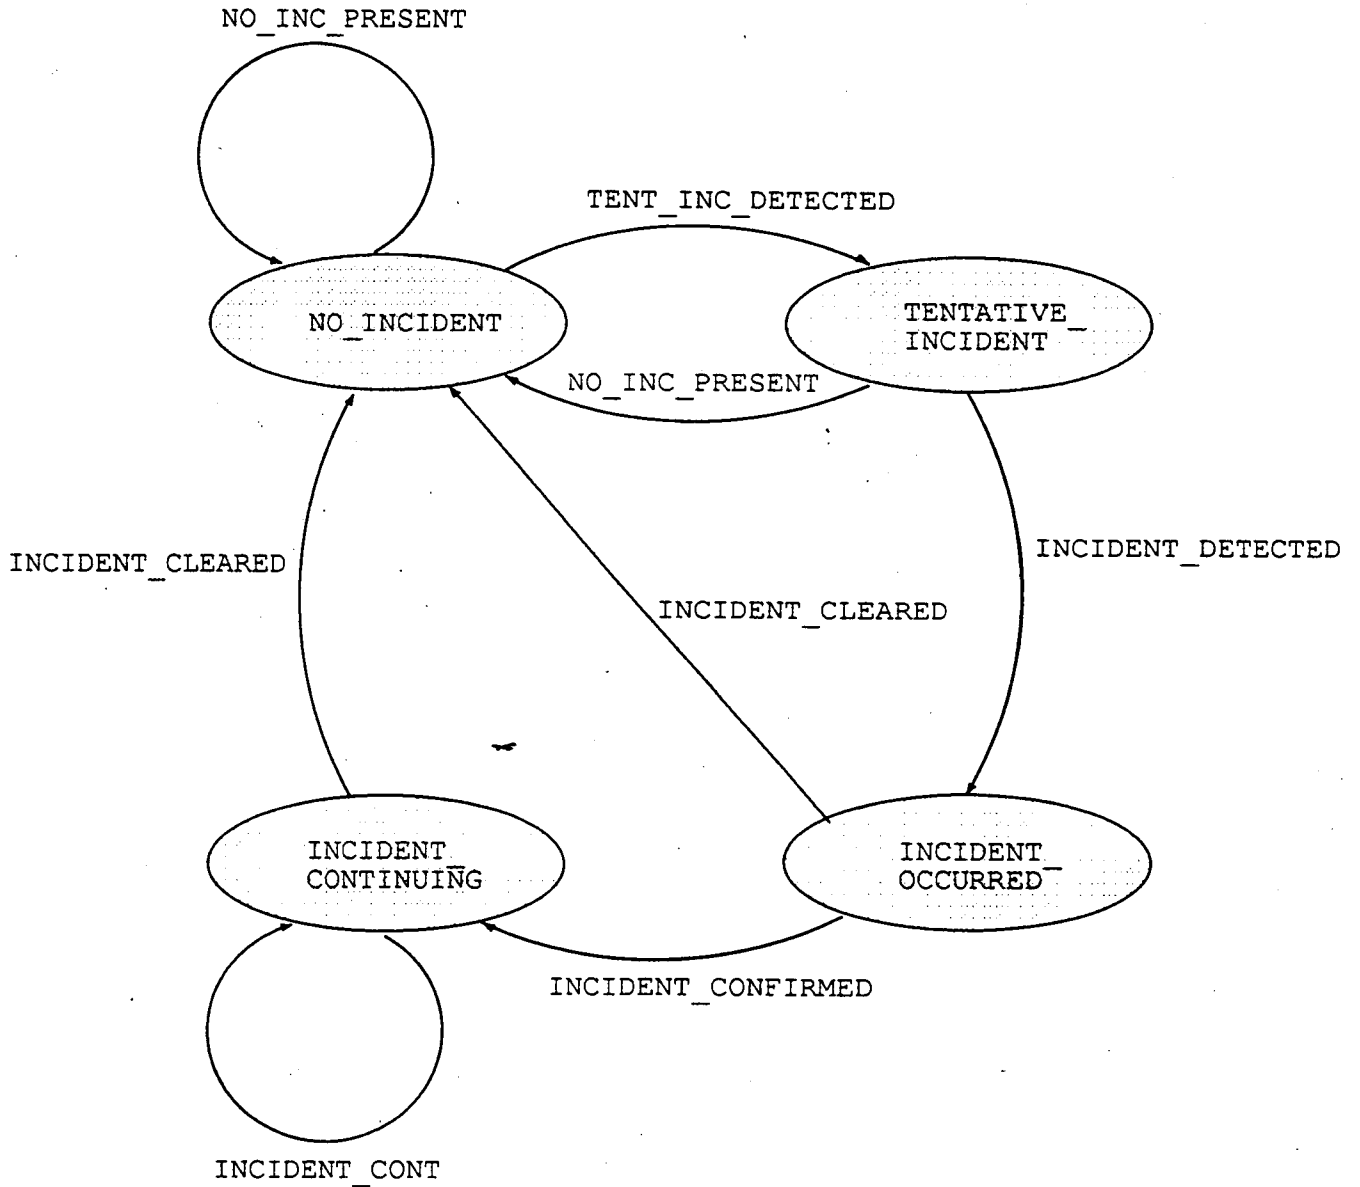 NO_INC_PRESENT
TENT_INC_DETECTED
NO_INCIDENT
TENTATIVE_
INCIDENT
NO_INC_PRESENT
INCIDENT_CLEARED
INCIDENT_DETECTED
INCIDENT_CLEARED
INCIDENT_
CONTINUING
INCIDENT_
OCCURRED
INCIDENT_CONFIRMED
INCIDENT_CONT